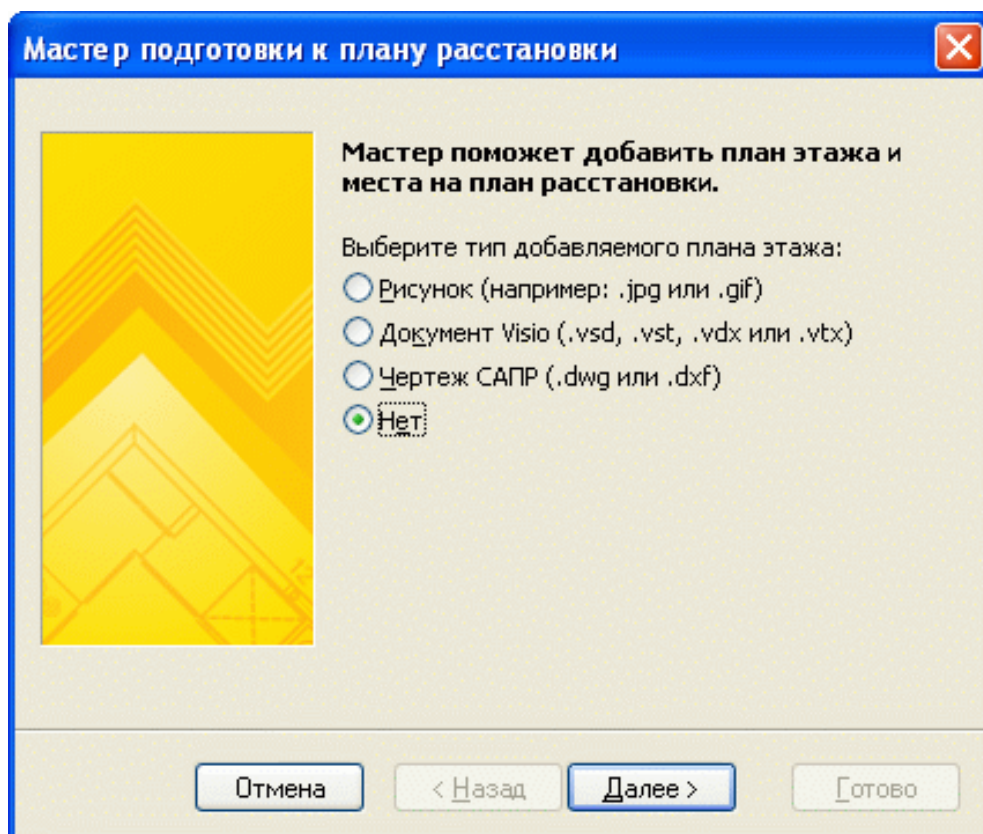 Мастер подготовки к плану расстановки
Мастер поможет добавить план этажа и
места на план расстановки.
Выберите тип добавляемого плана этажа:
Рисунок (например: .jpg или .gif)
Документ Visio (.vsd, .vst, .vdx или .vtx)
Чертеж САПР (.dwg или .dxf)
Нет
Отмена
< Назад
Далее >
Готово